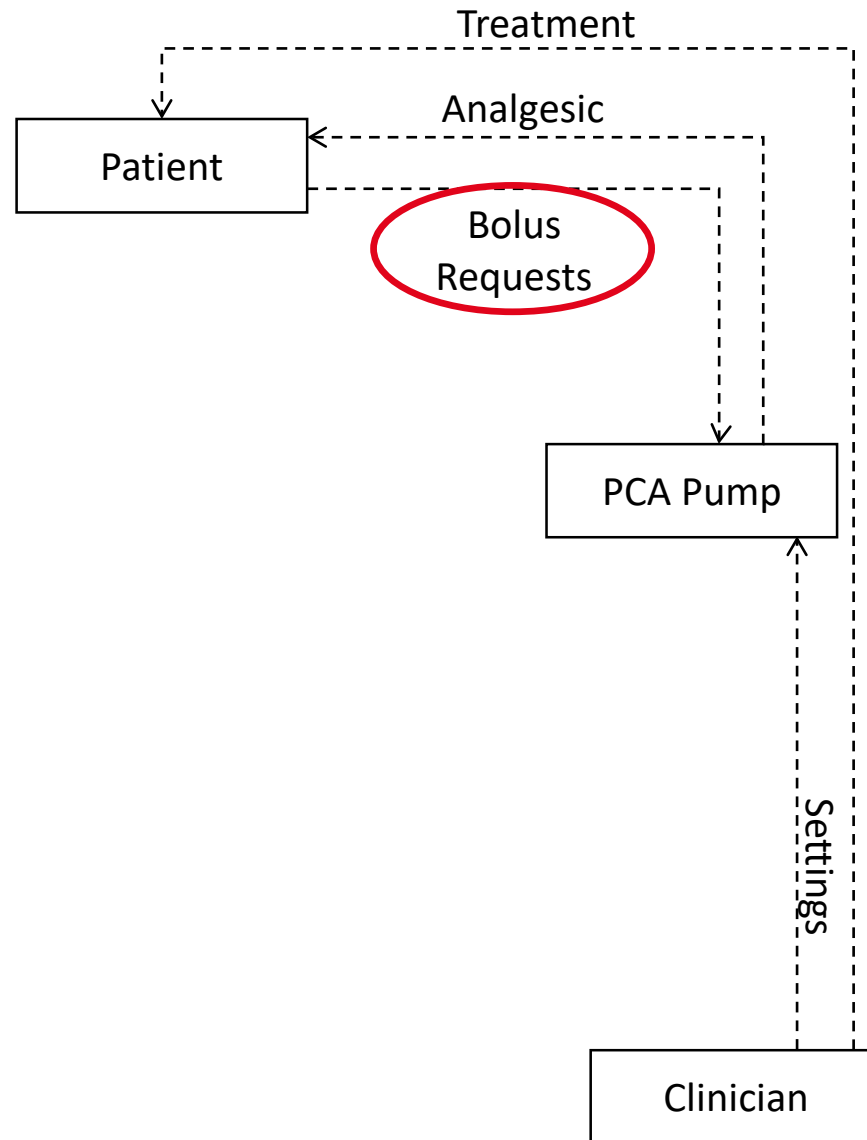 Treatment
Analgesic
Patient
Bolus
Requests
PCA Pump
Settings
Clinician